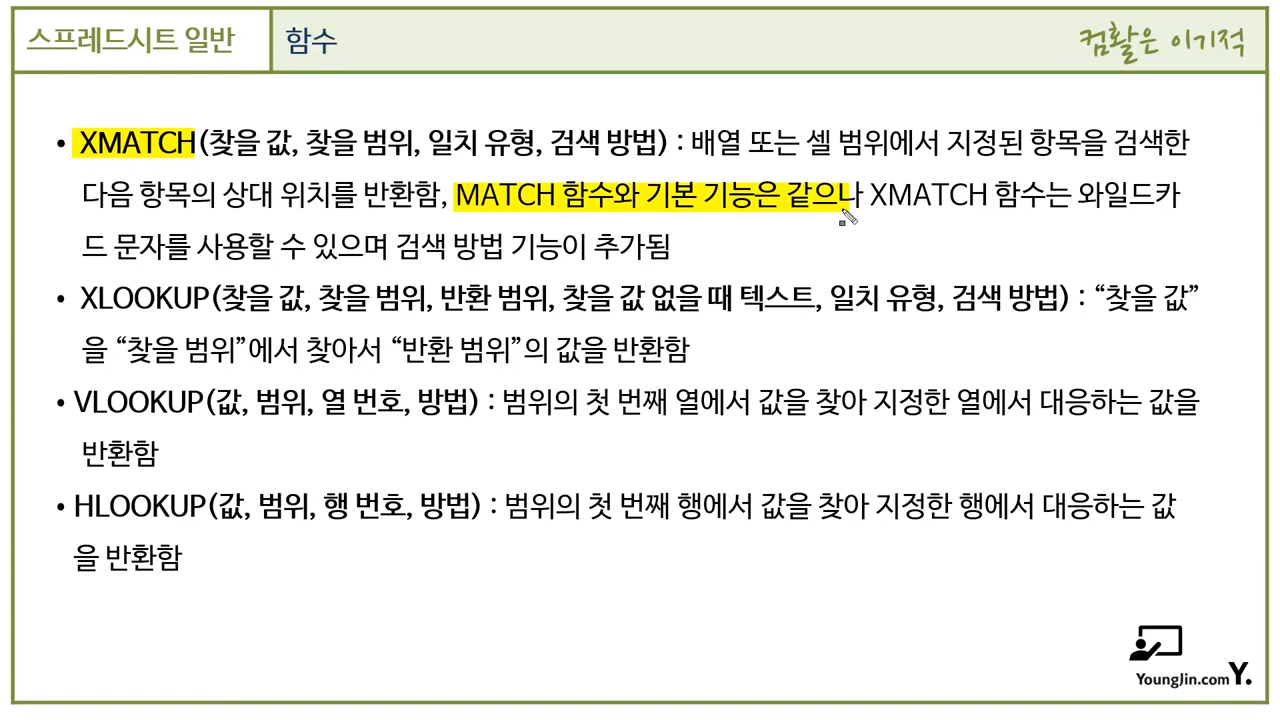 스프레드시트 일반
함수
컴활은 이기적
• XMATCH(찾을 값, 찾을 범위, 일치 유형, 검색 방법) : 배열 또는 셀 범위에서 지정된 항목을 검색한
다음 항목의 상대 위치를 반환함, MATCH 함수와 기본 기능은 같으나 XMATCH 함수는 와일드카
드 문자를 사용할 수 있으며 검색 방법 기능이 추가됨
• XLOOKUP(찾을 값, 찾을 범위, 반환 범위, 찾을 값 없을 때 텍스트, 일치 유형, 검색 방법) : “찾을 값”
을 “찾을 범위”에서 찾아서 “반환 범위”의 값을 반환함
• VLOOKUP(값, 범위, 열 번호, 방법) : 범위의 첫 번째 열에서 값을 찾아 지정한 열에서 대응하는 값을
반환함
• HLOOKUP(값, 범위, 행 번호, 방법) : 범위의 첫 번째 행에서 값을 찾아 지정한 행에서 대응하는 값
을 반환함
YoungJin.com Y.